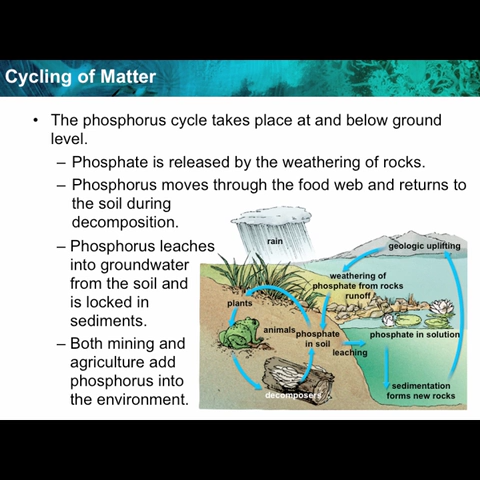 Cycling of Matter
• The phosphorus cycle takes place at and below ground
level.
– Phosphate is released by the weathering of rocks.
– Phosphorus moves through the food web and returns to
the soil during
decomposition.
– Phosphorus leaches
into groundwater
from the soil and
is locked in
sediments.
– Both mining and
agriculture add
phosphorus into
the environment.
rain
geologic uplifting
weathering of
phosphate from rocks
runoff
plants
animals
phosphate
in soil
phosphate in solution
leaching
decomposers
sedimentation
forms new rocks